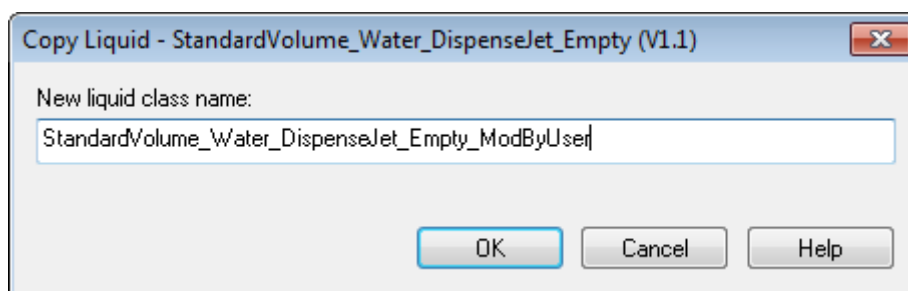 Copy Liquid - StandardVolume_Water_DispenseJet_Empty (V1.1)
New liquid class name:
StandardVolume_Water_DispenseJet_Empty_ModByUser
OK
Cancel
Help